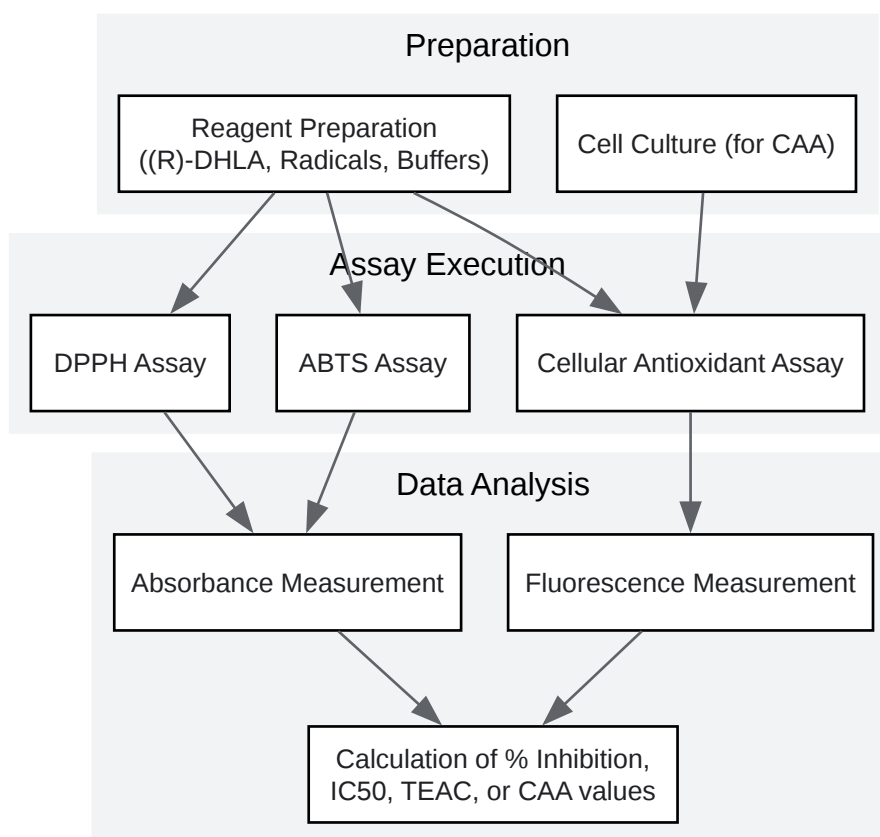 Preparation
Reagent Preparation
((R)-DHLA, Radicals, Buffers)
Cell Culture (for CAA)
Assay Execution
DPPH Assay
ABTS Assay
Cellular Antioxidant Assay
Data Analysis
Absorbance Measurement
Fluorescence Measurement
Calculation of % Inhibition,
IC50, TEAC, or CAA values